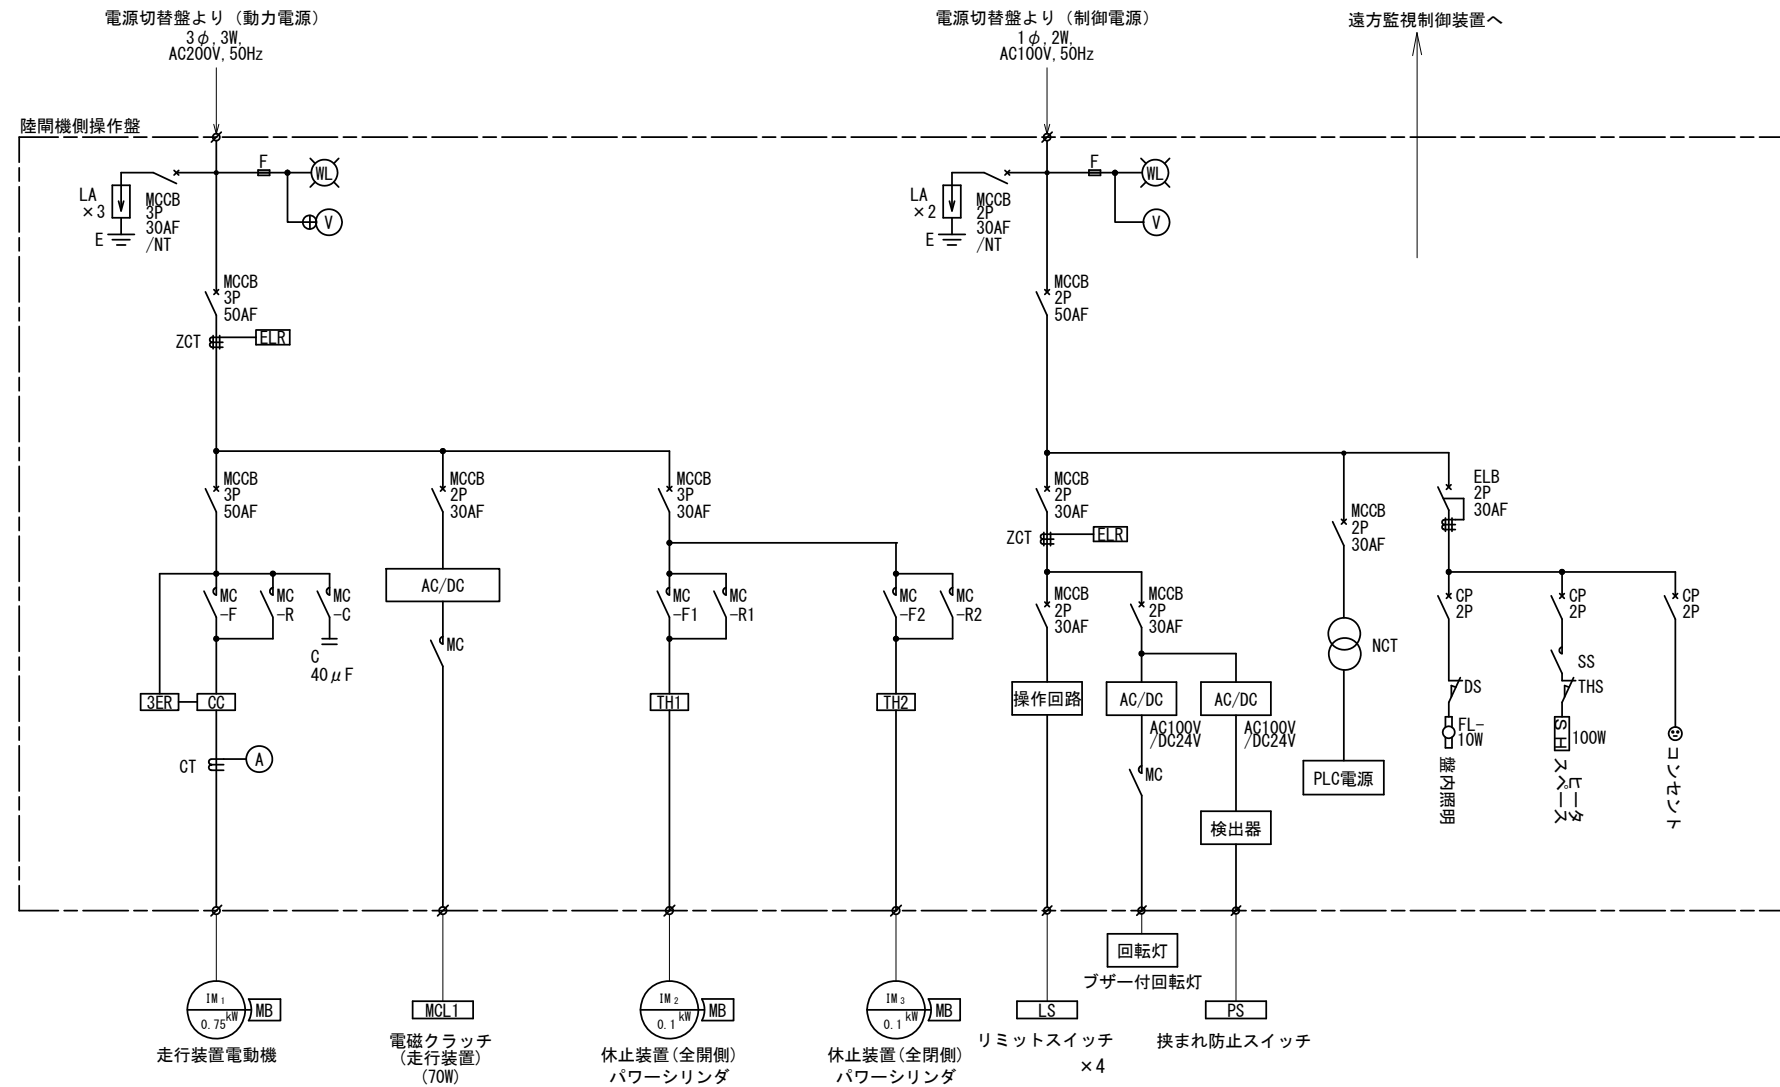 電源切替盤より（動力電源）
3φ, 3W,
AC200V, 50Hz
電源切替盤より（制御電源）
1φ, 2W,
AC100V, 50Hz
遠方監視制御装置へ
陸閘機側操作盤
LA
×3
E
MCCB
3P
30AF
/NT
F
WL
V
LA
×2
E
MCCB
2P
30AF
/NT
F
WL
V
MCCB
3P
50AF
ZCT
ELR
MCCB
2P
50AF
MCCB
3P
50AF
MCCB
2P
30AF
MCCB
3P
30AF
MCCB
2P
30AF
ZCT
ELR
MCCB
2P
30AF
ELB
2P
30AF
MC
-F
MC
-R
MC
-C
C
40μF
AC/DC
MC
MC
-F1
MC
-R1
MC
-F2
MC
-R2
MCCB
2P
30AF
MCCB
2P
30AF
NCT
CP
2P
CP
2P
CP
2P
SS
DS
THS
3ER
CC
TH1
TH2
操作回路
AC/DC
AC100V
/DC24V
AC/DC
AC100V
/DC24V
FL-
10W
SH
100W
CT
A
MC
PLC電源
検出器
盤内照明
スペース
ヒータ
コンセント
回転灯
ブザー付回転灯
IM1
0.75kW
MB
走行装置電動機
MCL1
電磁クラッチ
(走行装置)
(70W)
IM2
0.1kW
MB
休止装置(全開側)
パワーシリンダ
IM3
0.1kW
MB
休止装置(全閉側)
パワーシリンダ
LS
リミットスイッチ
×4
PS
挟まれ防止スイッチ